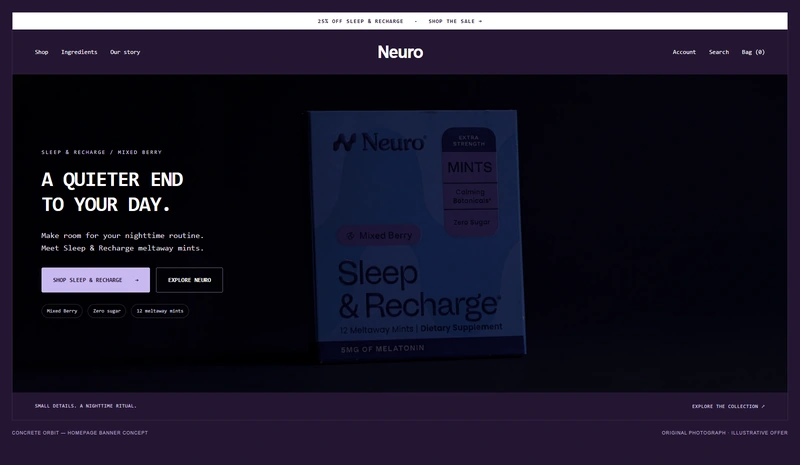 25% OFF SLEEP & RECHARGE · SHOP THE SALE →
Shop Ingredients Our story
Neuro
Account Search Bag (0)
SLEEP & RECHARGE / MIXED BERRY
A QUIETER END
TO YOUR DAY.
Make room for your nighttime routine.
Meet Sleep & Recharge meltaway mints.
SHOP SLEEP & RECHARGE →
EXPLORE NEURO
Mixed Berry
Zero sugar
12 meltaway mints
Neuro®
EXTRA
STRENGTH
MINTS
Calming
Botanicals*
Zero Sugar
Mixed Berry
Sleep
& Recharge*
12 Meltaway Mints | Dietary Supplement
5MG OF MELATONIN
SMALL DETAILS. A NIGHTTIME RITUAL.
EXPLORE THE COLLECTION ↗
CONCRETE ORBIT — HOMEPAGE BANNER CONCEPT
ORIGINAL PHOTOGRAPH · ILLUSTRATIVE OFFER